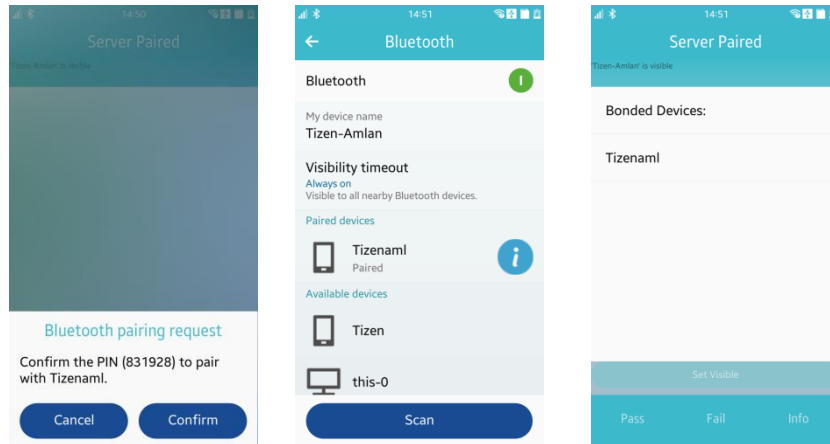 14:50
Server Paired
'Tizen-Amlan' is visible
Bluetooth pairing request
Confirm the PIN (831928) to pair
with Tizenaml.
Cancel
Confirm
14:51
Bluetooth
Bluetooth
My device name
Tizen-Amlan
Visibility timeout
Always on
Visible to all nearby Bluetooth devices.
Paired devices
Tizenaml
Paired
Available devices
Tizen
this-0
Scan
14:51
Server Paired
'Tizen-Amlan' is visible
Bonded Devices:
Tizenaml
Set Visible
Pass
Fail
Info